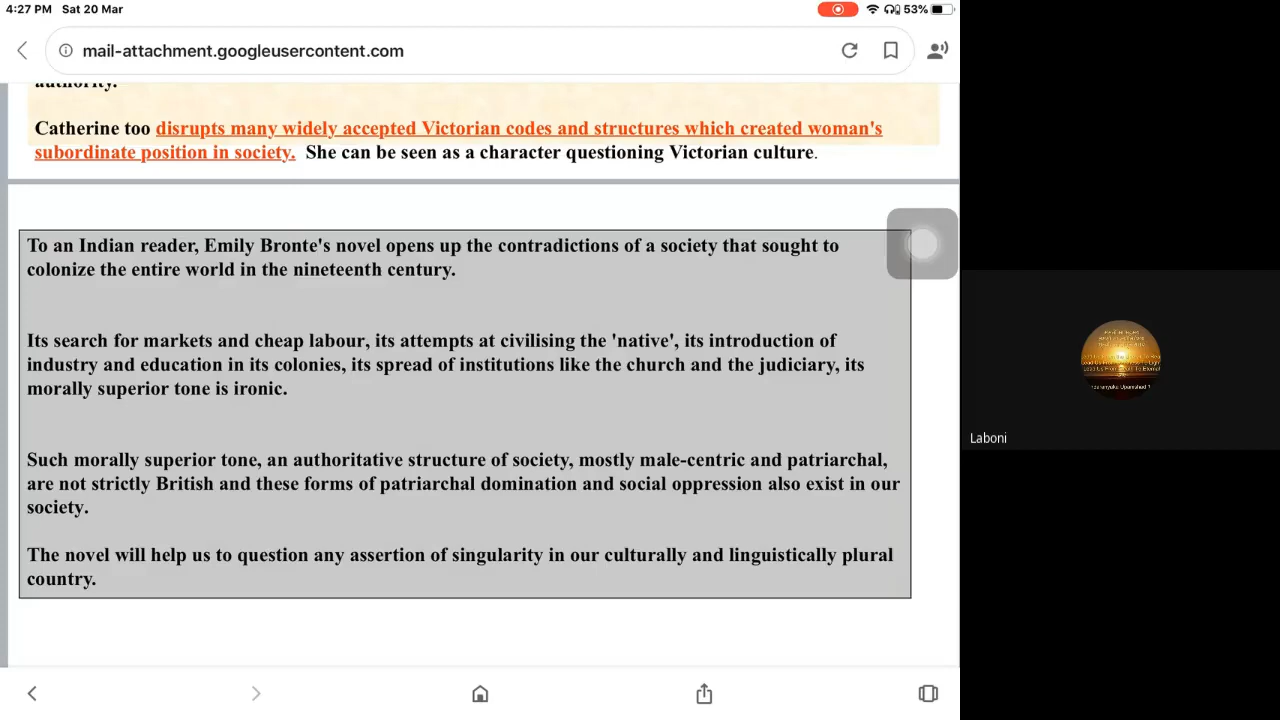 4:27 PM Sat 20 Mar
53%
mail-attachment.googleusercontent.com
authority.
Catherine too disrupts many widely accepted Victorian codes and structures which created woman's
subordinate position in society. She can be seen as a character questioning Victorian culture.
To an Indian reader, Emily Bronte's novel opens up the contradictions of a society that sought to
colonize the entire world in the nineteenth century.
Its search for markets and cheap labour, its attempts at civilising the 'native', its introduction of
industry and education in its colonies, its spread of institutions like the church and the judiciary, its
morally superior tone is ironic.
Such morally superior tone, an authoritative structure of society, mostly male-centric and patriarchal,
are not strictly British and these forms of patriarchal domination and social oppression also exist in our
society.
The novel will help us to question any assertion of singularity in our culturally and linguistically plural
country.
Laboni